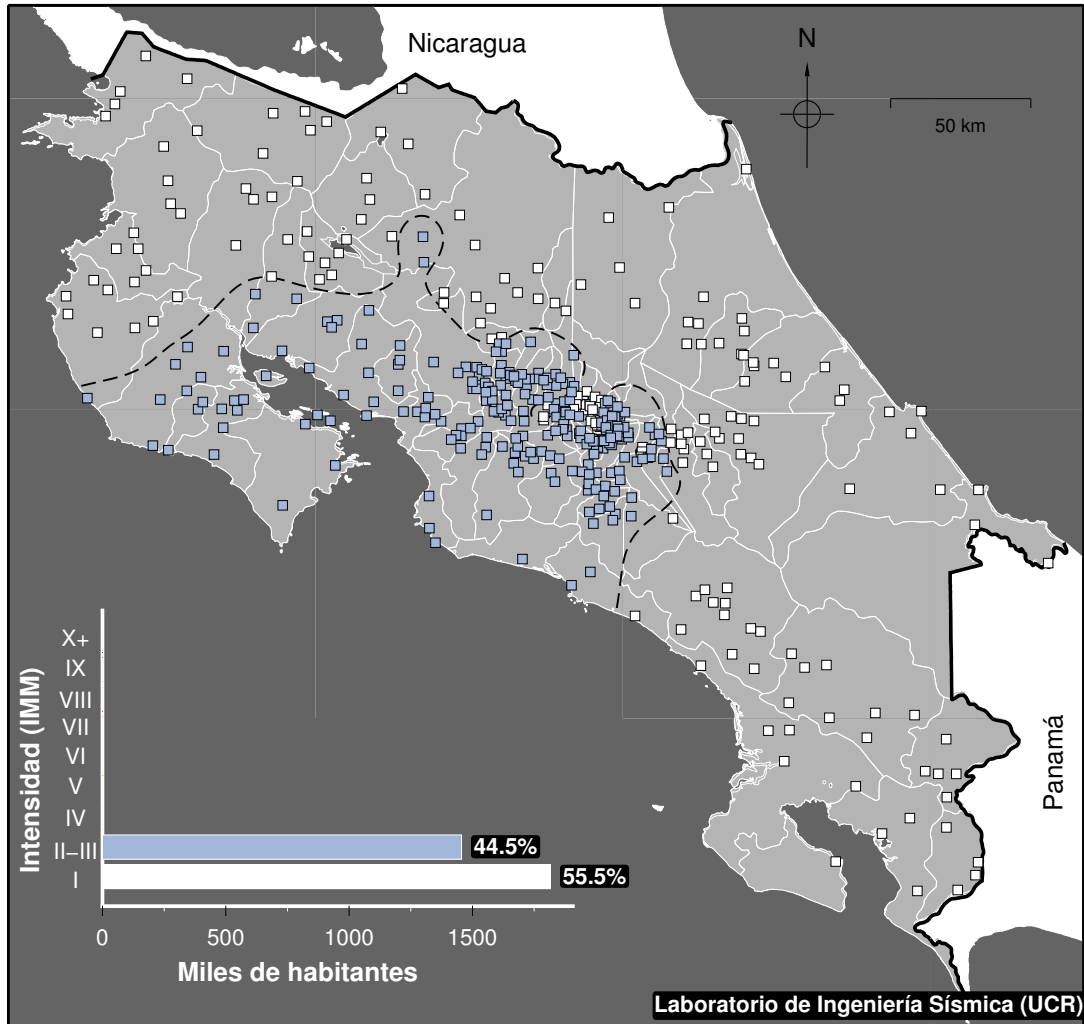 Nicaragua
N
50 km
Panamá
Intensidad (IMM)
X+
IX
VIII
VII
VI
V
IV
II–III
I
44.5%
55.5%
0 500 1000 1500
Miles de habitantes
Laboratorio de Ingeniería Sísmica (UCR)